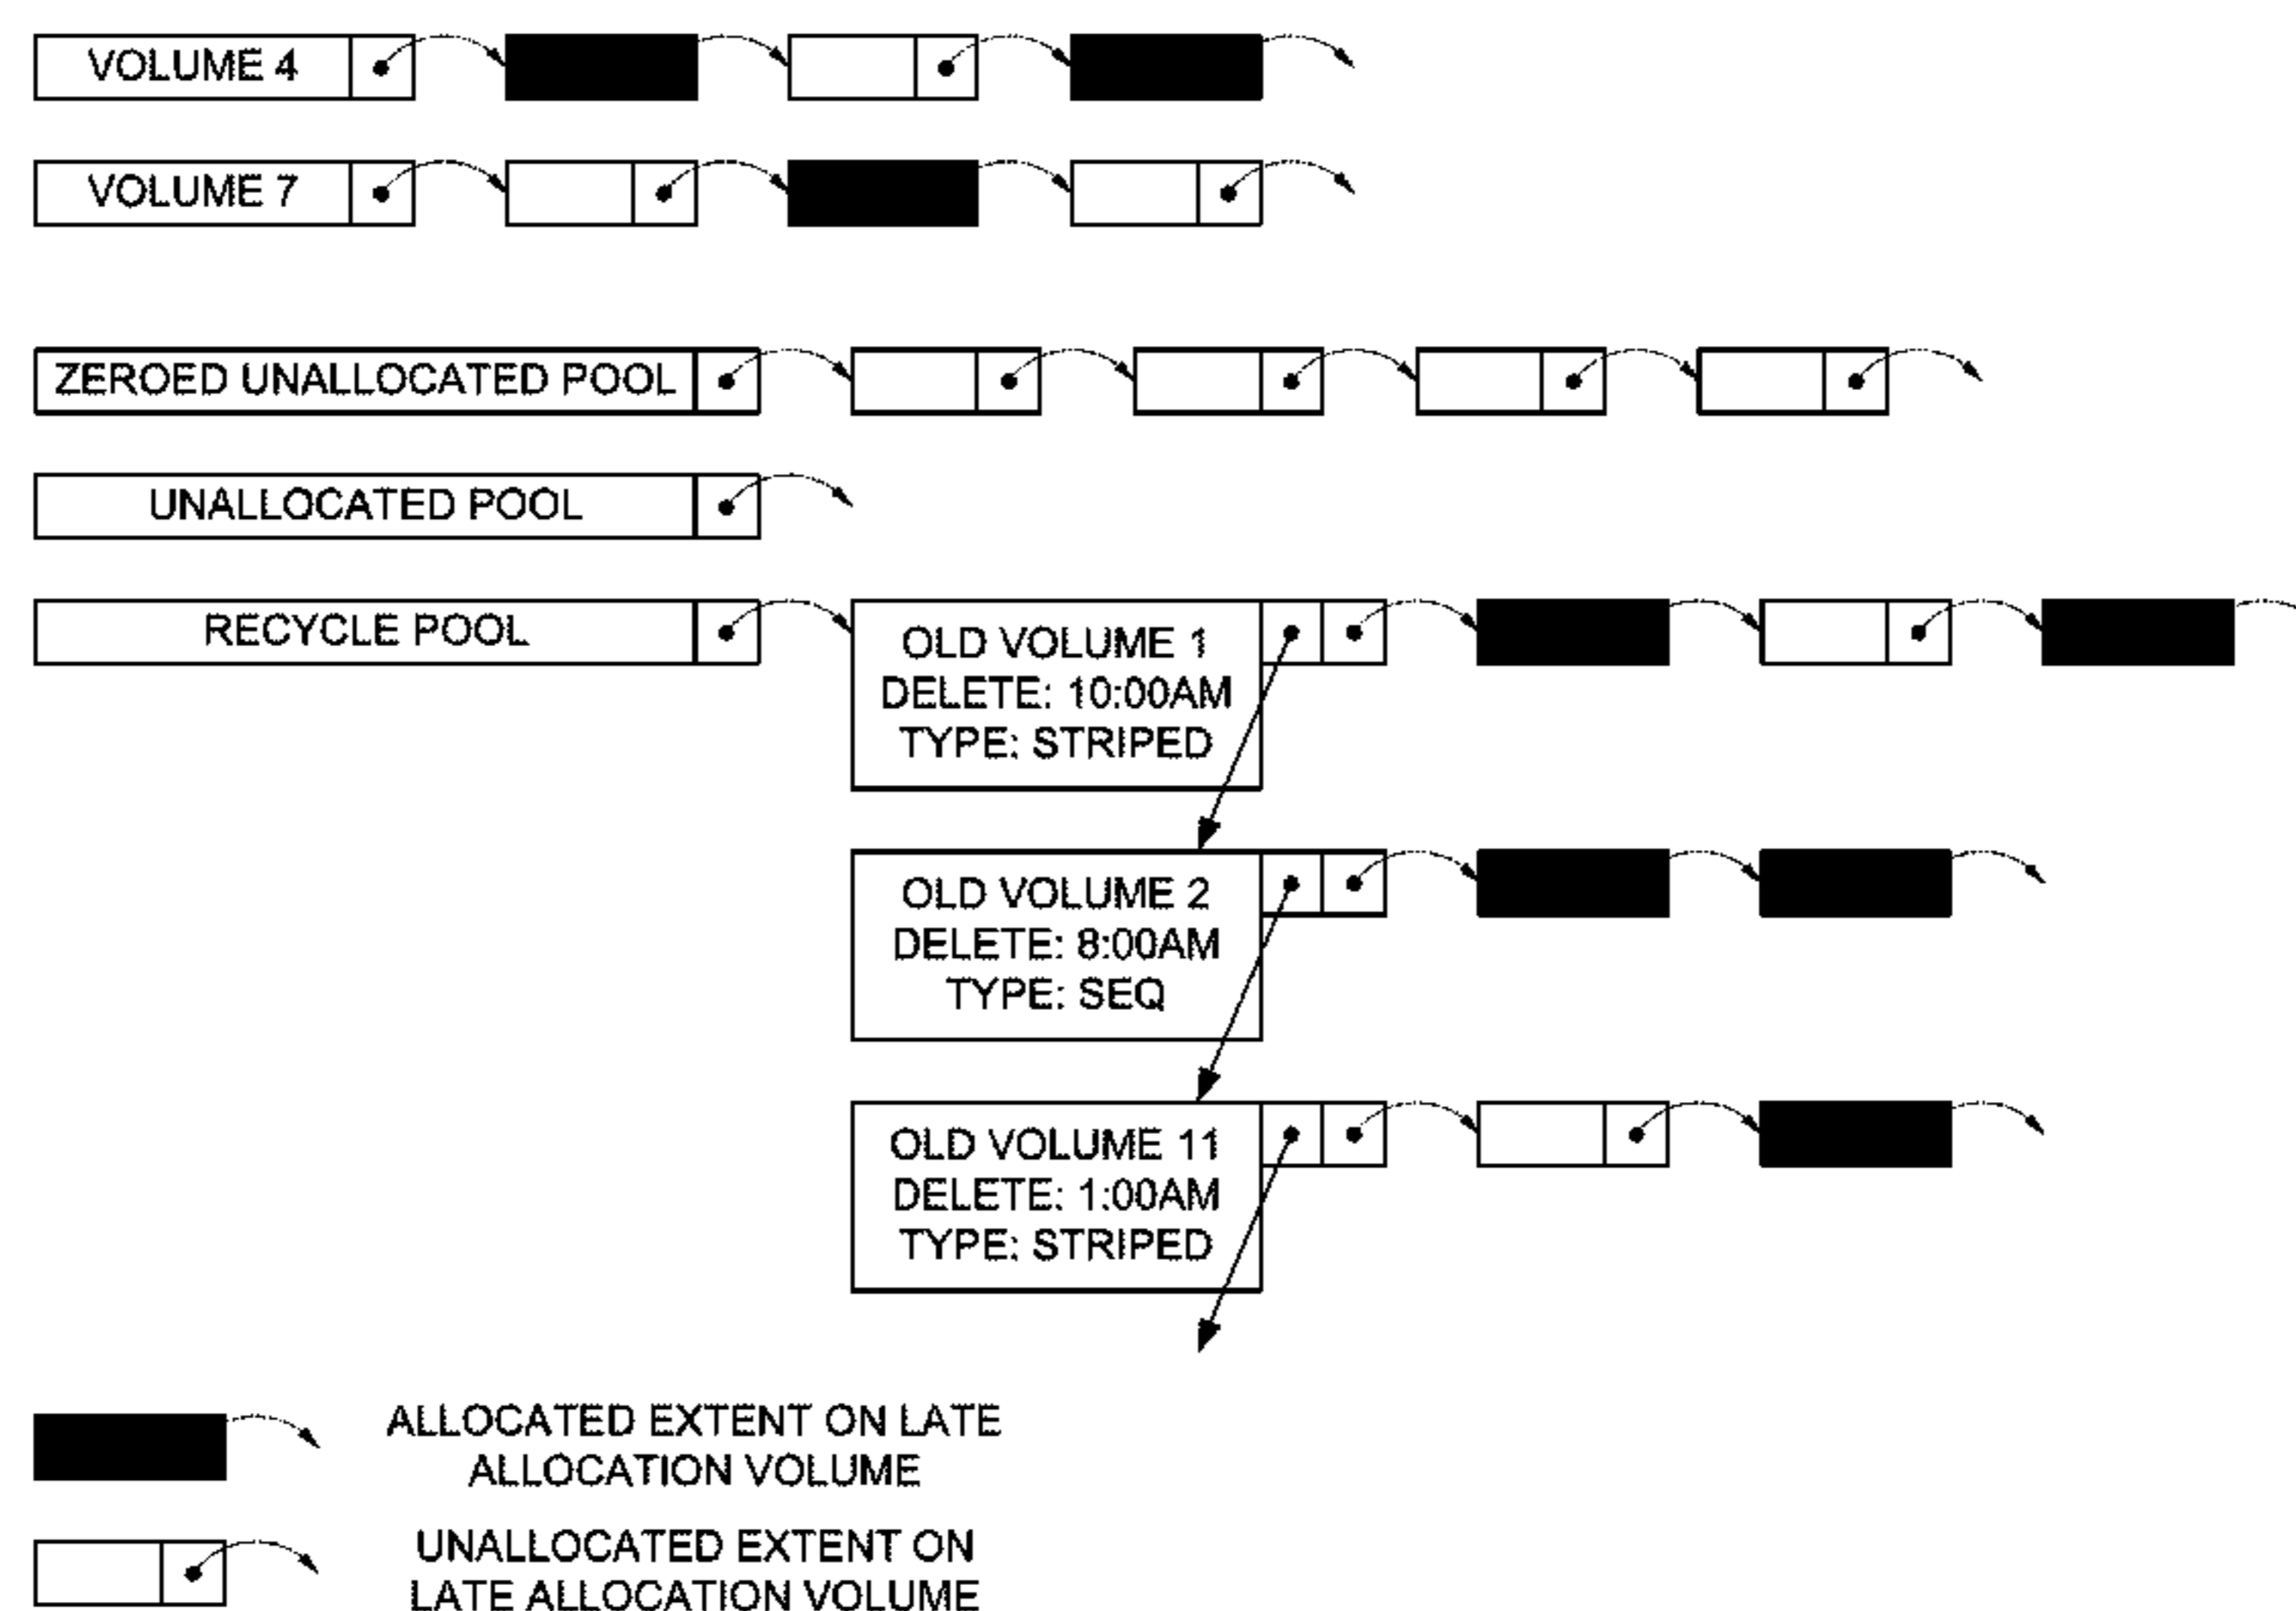 VOLUME 4
VOLUME 7
ZEROED UNALLOCATED POOL
UNALLOCATED POOL
RECYCLE POOL
OLD VOLUME 1
DELETE: 10:00AM
TYPE: STRIPED
OLD VOLUME 2
DELETE: 8:00AM
TYPE: SEQ
OLD VOLUME 11
DELETE: 1:00AM
TYPE: STRIPED
ALLOCATED EXTENT ON LATE
ALLOCATION VOLUME
UNALLOCATED EXTENT ON
LATE ALLOCATION VOLUME